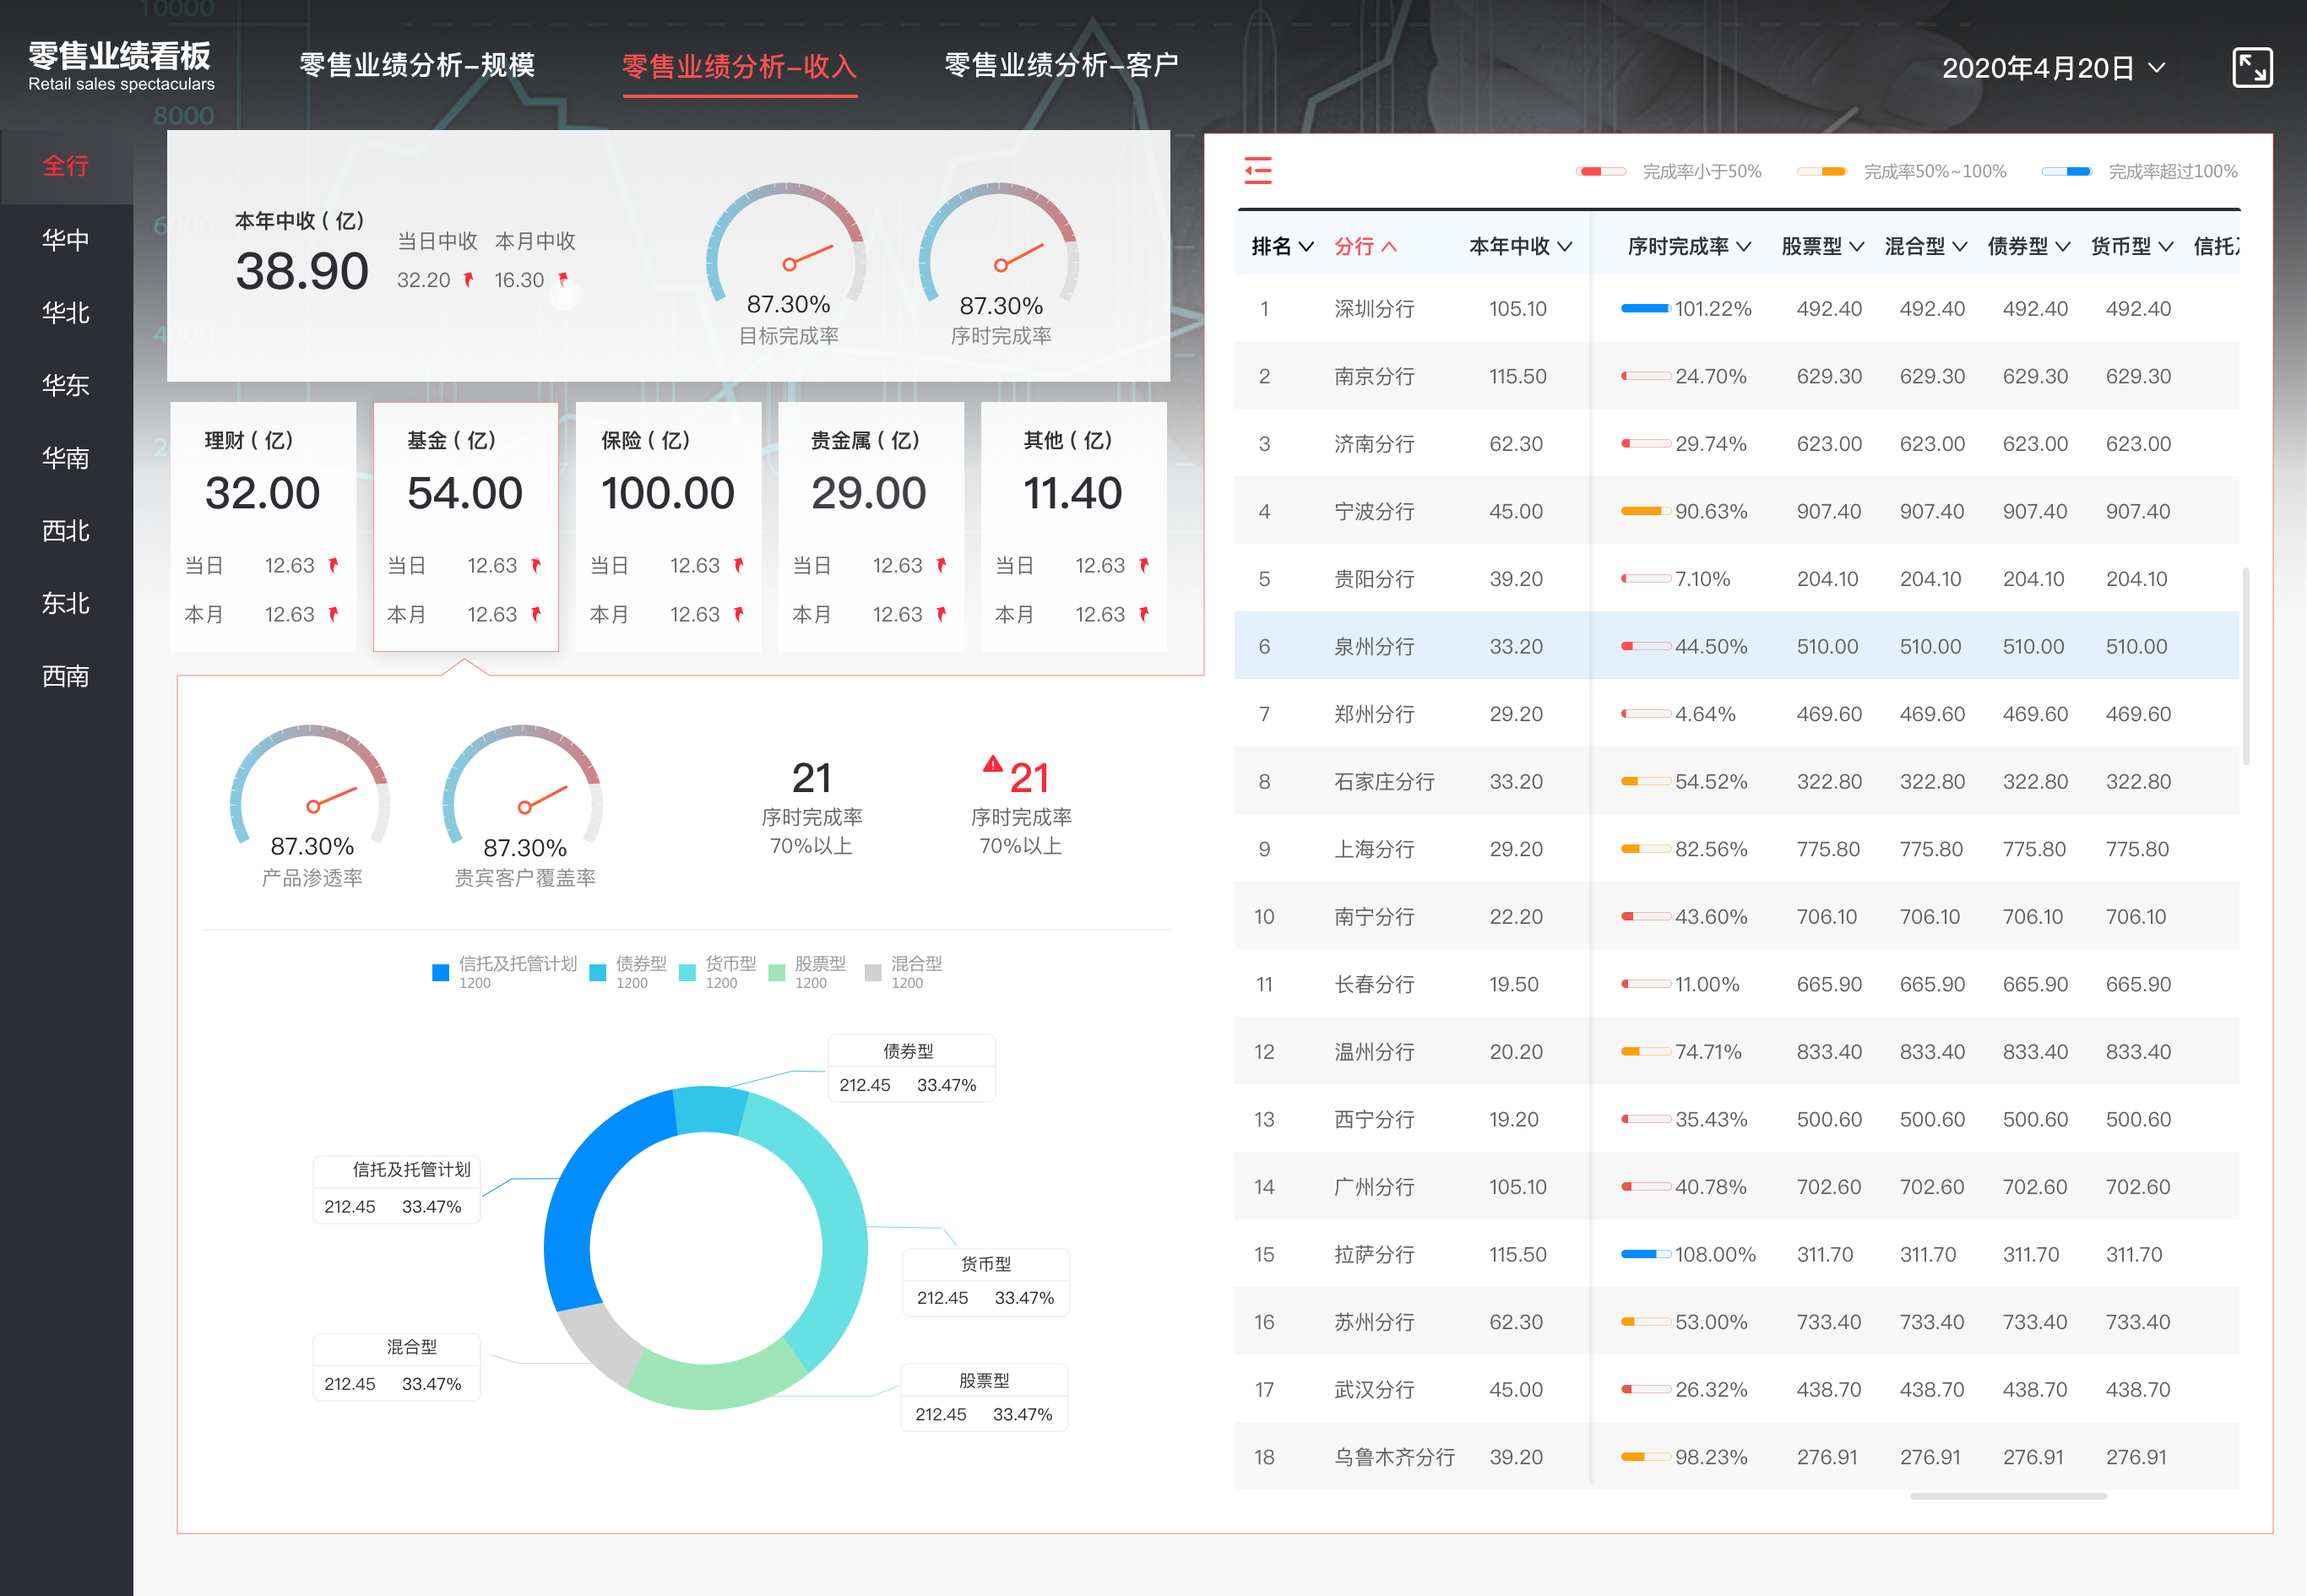 零售业绩看板
Retail sales spectaculars
零售业绩分析-规模
零售业绩分析-收入
零售业绩分析-客户
2020年4月20日
10000
8000
6000
4000
全行
华中
华北
华东
华南
西北
东北
西南
本年中收（亿）
38.90
当日中收 本月中收
32.20 16.30
87.30%
目标完成率
87.30%
序时完成率
理财（亿）
32.00
当日 12.63
本月 12.63
基金（亿）
54.00
当日 12.63
本月 12.63
保险（亿）
100.00
当日 12.63
本月 12.63
贵金属（亿）
29.00
当日 12.63
本月 12.63
其他（亿）
11.40
当日 12.63
本月 12.63
87.30%
产品渗透率
87.30%
贵宾客户覆盖率
21
序时完成率
70%以上
21
序时完成率
70%以上
信托及托管计划
1200
债券型
1200
货币型
1200
股票型
1200
混合型
1200
债券型
212.45 33.47%
信托及托管计划
212.45 33.47%
货币型
212.45 33.47%
混合型
212.45 33.47%
股票型
212.45 33.47%
完成率小于50% 完成率50%~100% 完成率超过100%
排名 分行 本年中收 序时完成率 股票型 混合型 债券型 货币型 信托
1 深圳分行 105.10 101.22% 492.40 492.40 492.40 492.40
2 南京分行 115.50 24.70% 629.30 629.30 629.30 629.30
3 济南分行 62.30 29.74% 623.00 623.00 623.00 623.00
4 宁波分行 45.00 90.63% 907.40 907.40 907.40 907.40
5 贵阳分行 39.20 7.10% 204.10 204.10 204.10 204.10
6 泉州分行 33.20 44.50% 510.00 510.00 510.00 510.00
7 郑州分行 29.20 4.64% 469.60 469.60 469.60 469.60
8 石家庄分行 33.20 54.52% 322.80 322.80 322.80 322.80
9 上海分行 29.20 82.56% 775.80 775.80 775.80 775.80
10 南宁分行 22.20 43.60% 706.10 706.10 706.10 706.10
11 长春分行 19.50 11.00% 665.90 665.90 665.90 665.90
12 温州分行 20.20 74.71% 833.40 833.40 833.40 833.40
13 西宁分行 19.20 35.43% 500.60 500.60 500.60 500.60
14 广州分行 105.10 40.78% 702.60 702.60 702.60 702.60
15 拉萨分行 115.50 108.00% 311.70 311.70 311.70 311.70
16 苏州分行 62.30 53.00% 733.40 733.40 733.40 733.40
17 武汉分行 45.00 26.32% 438.70 438.70 438.70 438.70
18 乌鲁木齐分行 39.20 98.23% 276.91 276.91 276.91 276.91